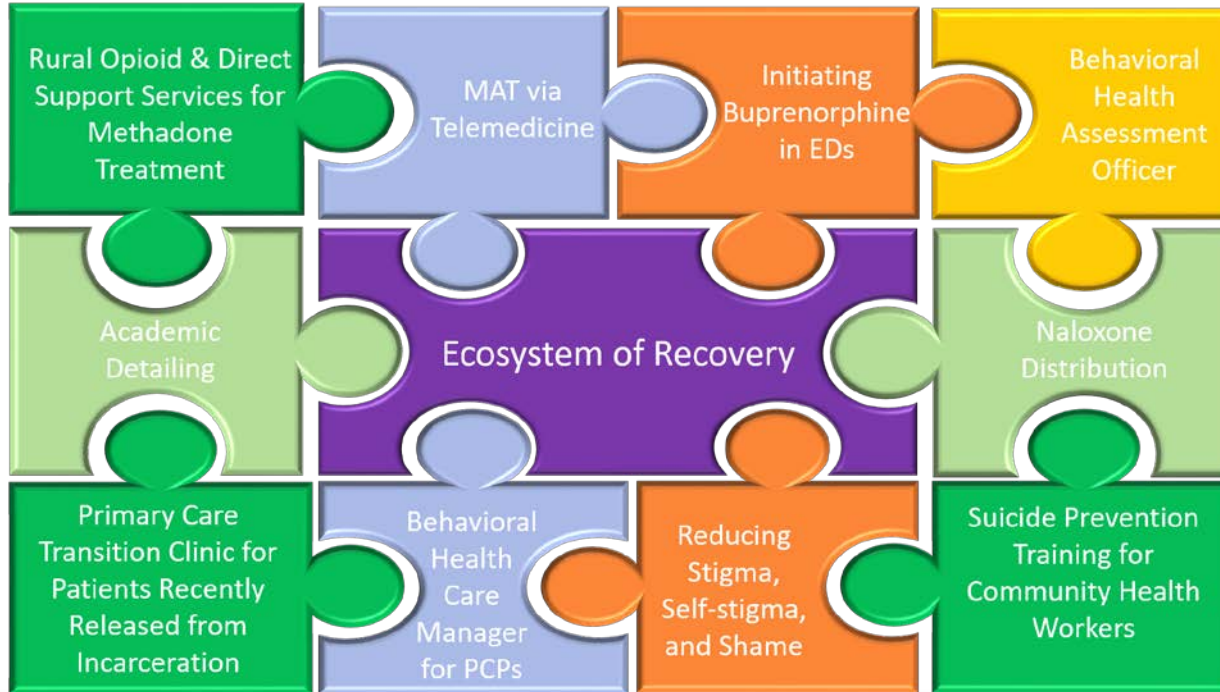 Rural Opioid & Direct
Support Services for
Methadone
Treatment
MAT via
Telemedicine
Initiating
Buprenorphine
in EDs
Behavioral
Health
Assessment
Officer
Academic
Detailing
Ecosystem of Recovery
Naloxone
Distribution
Primary Care
Transition Clinic for
Patients Recently
Released from
Incarceration
Behavioral
Health
Care
Manager
for PCPs
Reducing
Stigma,
Self-stigma,
and Shame
Suicide Prevention
Training for
Community Health
Workers